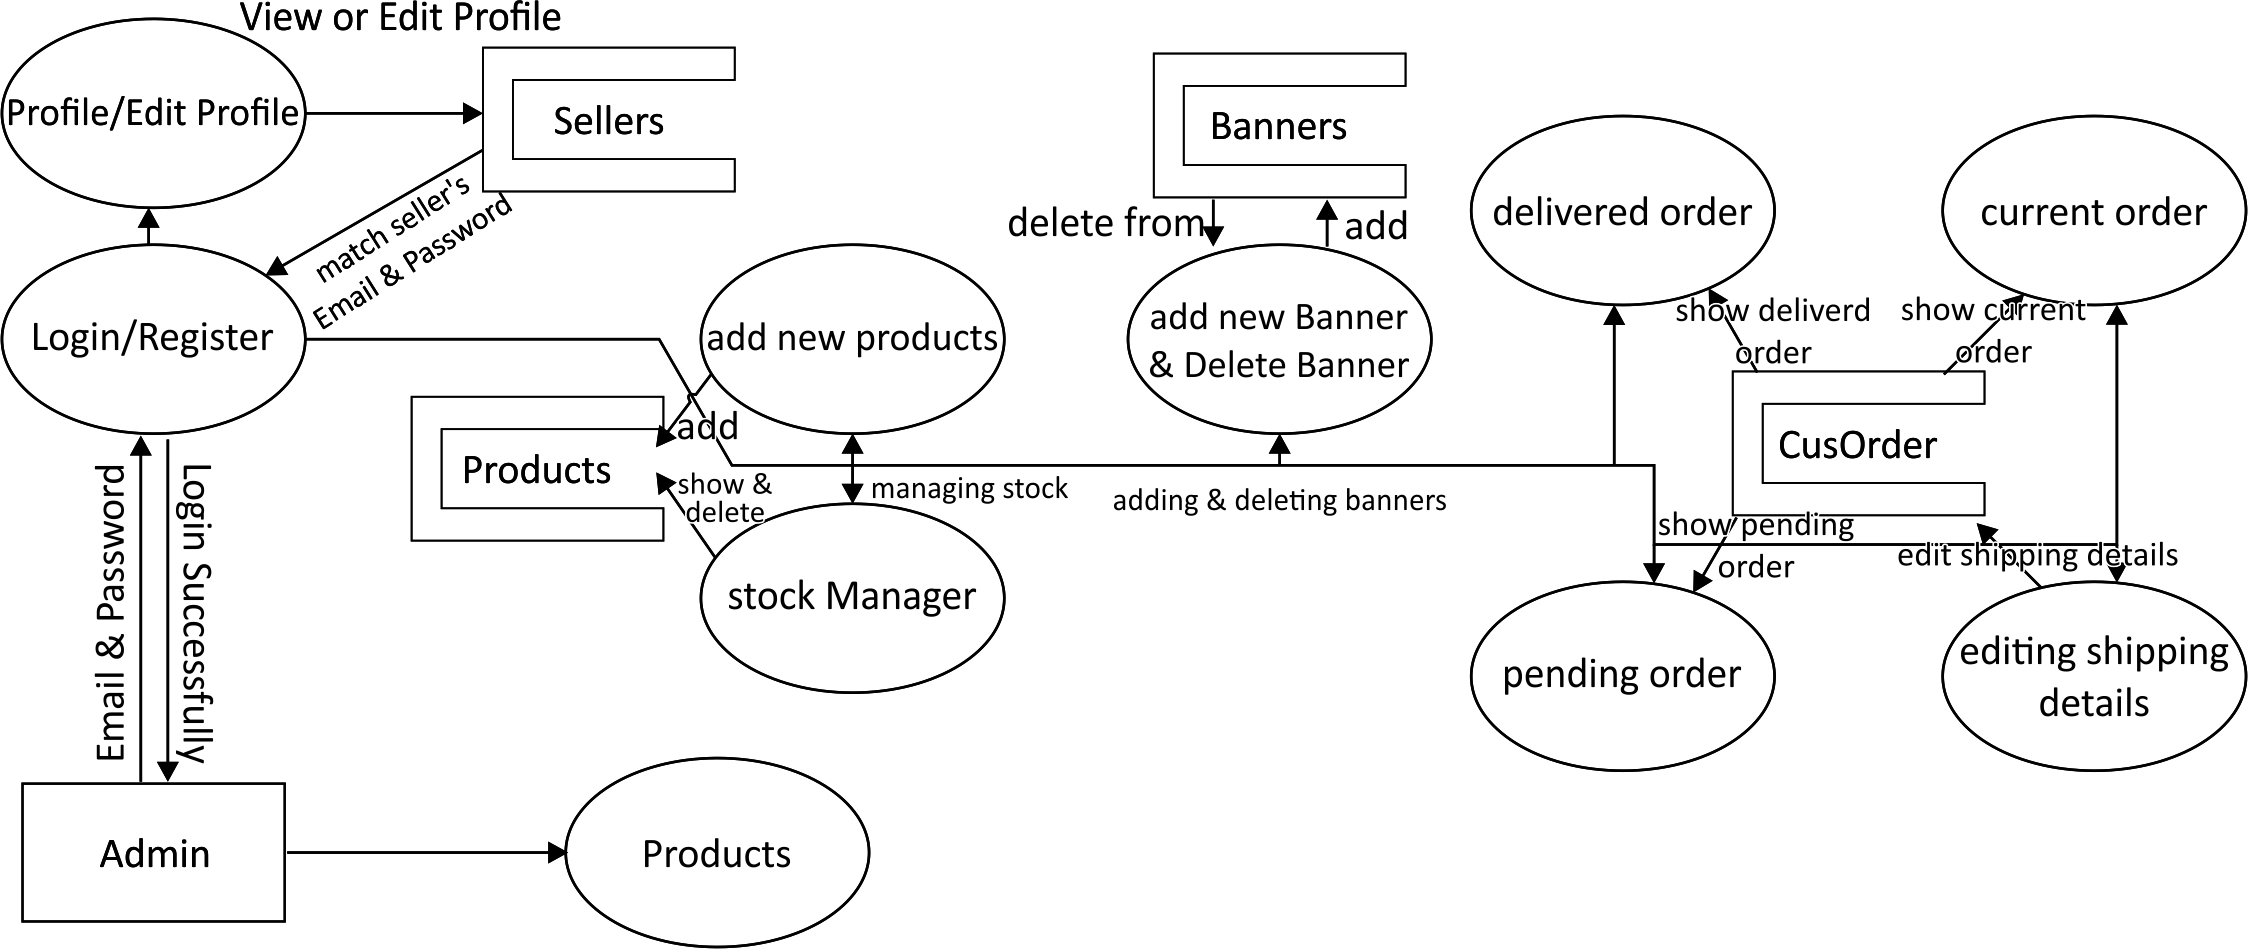 View or Edit Profile
Profile/Edit Profile
Sellers
Banners
delivered order
current order
match seller's
Email & Password
delete from
add
Login/Register
add new products
add new Banner
& Delete Banner
show deliverd
order
show current
order
add
Products
CusOrder
show &
delete
managing stock
adding & deleting banners
show pending
order
edit shipping details
Email & Password
Login Successfully
stock Manager
pending order
editing shipping
details
Admin
Products